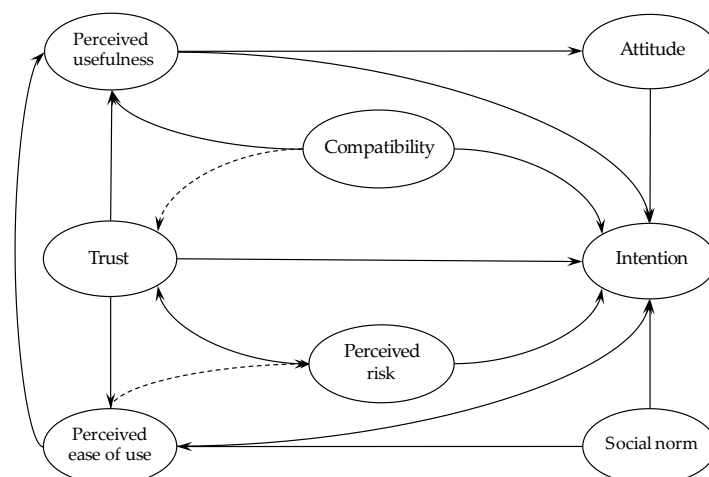 Perceived
usefulness
Attitude
Compatibility
Trust
Intention
Perceived
risk
Perceived
ease of use
Social norm